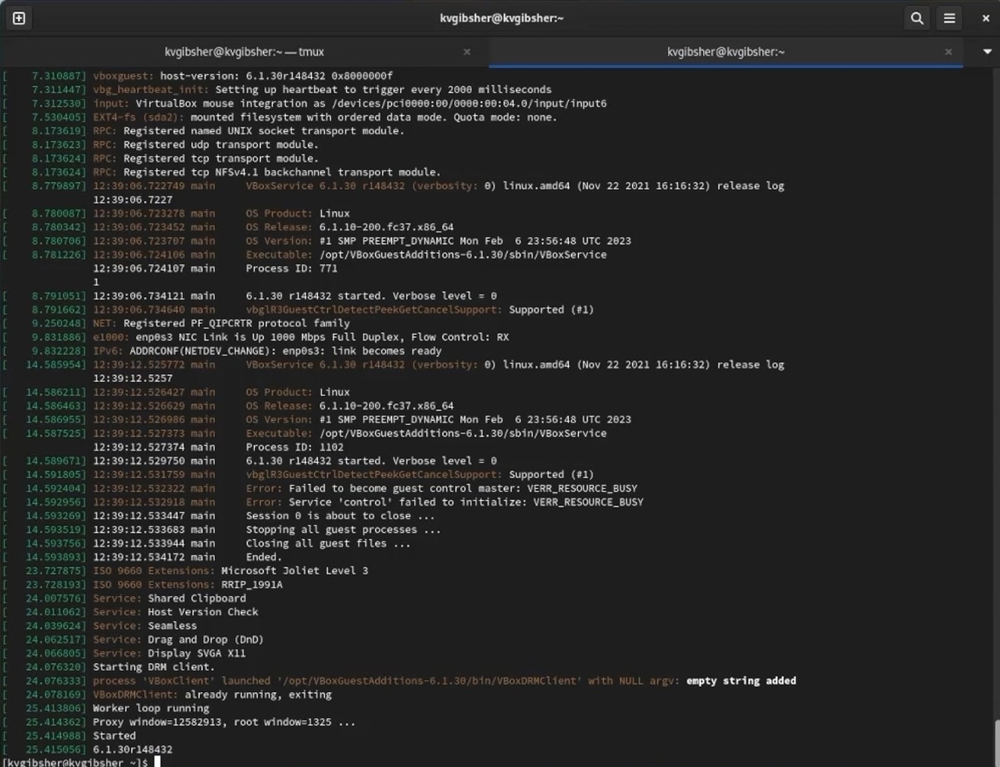 kvgibsher@kvgibsher:~
kvgibsher@kvgibsher:~ — tmux
kvgibsher@kvgibsher:~
[    7.310887] vboxguest: host-version: 6.1.30r148432 0x8000000f
[    7.311447] vbg_heartbeat_init: Setting up heartbeat to trigger every 2000 milliseconds
[    7.312530] input: VirtualBox mouse integration as /devices/pci0000:00/0000:00:04.0/input/input6
[    7.530405] EXT4-fs (sda2): mounted filesystem with ordered data mode. Quota mode: none.
[    8.173619] RPC: Registered named UNIX socket transport module.
[    8.173623] RPC: Registered udp transport module.
[    8.173624] RPC: Registered tcp transport module.
[    8.173624] RPC: Registered tcp NFSv4.1 backchannel transport module.
[    8.779897] 12:39:06.722749 main     VBoxService 6.1.30 r148432 (verbosity: 0) linux.amd64 (Nov 22 2021 16:16:32) release log
               12:39:06.7227
[    8.780087] 12:39:06.723278 main     OS Product: Linux
[    8.780342] 12:39:06.723452 main     OS Release: 6.1.10-200.fc37.x86_64
[    8.780706] 12:39:06.723707 main     OS Version: #1 SMP PREEMPT_DYNAMIC Mon Feb  6 23:56:48 UTC 2023
[    8.781226] 12:39:06.724106 main     Executable: /opt/VBoxGuestAdditions-6.1.30/sbin/VBoxService
               12:39:06.724107 main     Process ID: 771
               1
[    8.791051] 12:39:06.734121 main     6.1.30 r148432 started. Verbose level = 0
[    8.791662] 12:39:06.734640 main     vbglR3GuestCtrlDetectPeekGetCancelSupport: Supported (#1)
[    9.250248] NET: Registered PF_QIPCRTR protocol family
[    9.831886] e1000: enp0s3 NIC Link is Up 1000 Mbps Full Duplex, Flow Control: RX
[    9.832228] IPv6: ADDRCONF(NETDEV_CHANGE): enp0s3: link becomes ready
[   14.585954] 12:39:12.525772 main     VBoxService 6.1.30 r148432 (verbosity: 0) linux.amd64 (Nov 22 2021 16:16:32) release log
               12:39:12.5257
[   14.586211] 12:39:12.526427 main     OS Product: Linux
[   14.586463] 12:39:12.526629 main     OS Release: 6.1.10-200.fc37.x86_64
[   14.586955] 12:39:12.526986 main     OS Version: #1 SMP PREEMPT_DYNAMIC Mon Feb  6 23:56:48 UTC 2023
[   14.587525] 12:39:12.527373 main     Executable: /opt/VBoxGuestAdditions-6.1.30/sbin/VBoxService
               12:39:12.527374 main     Process ID: 1102
[   14.589671] 12:39:12.529750 main     6.1.30 r148432 started. Verbose level = 0
[   14.591805] 12:39:12.531759 main     vbglR3GuestCtrlDetectPeekGetCancelSupport: Supported (#1)
[   14.592404] 12:39:12.532322 main     Error: Failed to become guest control master: VERR_RESOURCE_BUSY
[   14.592956] 12:39:12.532918 main     Error: Service 'control' failed to initialize: VERR_RESOURCE_BUSY
[   14.593269] 12:39:12.533447 main     Session 0 is about to close ...
[   14.593519] 12:39:12.533683 main     Stopping all guest processes ...
[   14.593756] 12:39:12.533944 main     Closing all guest files ...
[   14.593893] 12:39:12.534172 main     Ended.
[   23.727875] ISO 9660 Extensions: Microsoft Joliet Level 3
[   23.728193] ISO 9660 Extensions: RRIP_1991A
[   24.007576] Service: Shared Clipboard
[   24.011062] Service: Host Version Check
[   24.039624] Service: Seamless
[   24.062517] Service: Drag and Drop (DnD)
[   24.066805] Service: Display SVGA X11
[   24.076320] Starting DRM client.
[   24.076333] process 'VBoxClient' launched '/opt/VBoxGuestAdditions-6.1.30/bin/VBoxDRMClient' with NULL argv: empty string added
[   24.078169] VBoxDRMClient: already running, exiting
[   25.413806] Worker loop running
[   25.414362] Proxy window=12582913, root window=1325 ...
[   25.414988] Started
[   25.415056] 6.1.30r148432
[kvgibsher@kvgibsher ~]$